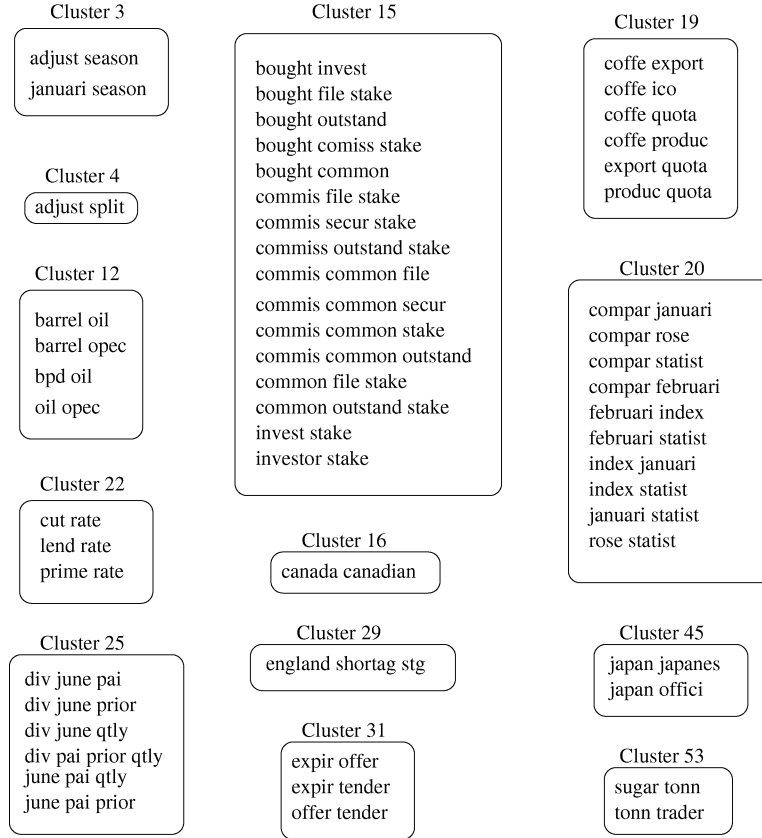 Cluster 3
adjust season
januari season
Cluster 4
adjust split
Cluster 12
barrel oil
barrel opec
bpd oil
oil opec
Cluster 22
cut rate
lend rate
prime rate
Cluster 25
div june pai
div june prior
div june qtly
div pai prior qtly
june pai qtly
june pai prior
Cluster 15
bought invest
bought file stake
bought outstand
bought comiss stake
bought common
commis file stake
commis secur stake
commiss outstand stake
commis common file
commis common secur
commis common stake
commis common outstand
common file stake
common outstand stake
invest stake
investor stake
Cluster 16
canada canadian
Cluster 29
england shortag stg
Cluster 31
expir offer
expir tender
offer tender
Cluster 19
coffe export
coffe ico
coffe quota
coffe produc
export quota
produc quota
Cluster 20
compar januari
compar rose
compar statist
compar februari
februari index
februari statist
index januari
index statist
januari statist
rose statist
Cluster 45
japan japanes
japan offici
Cluster 53
sugar tonn
tonn trader